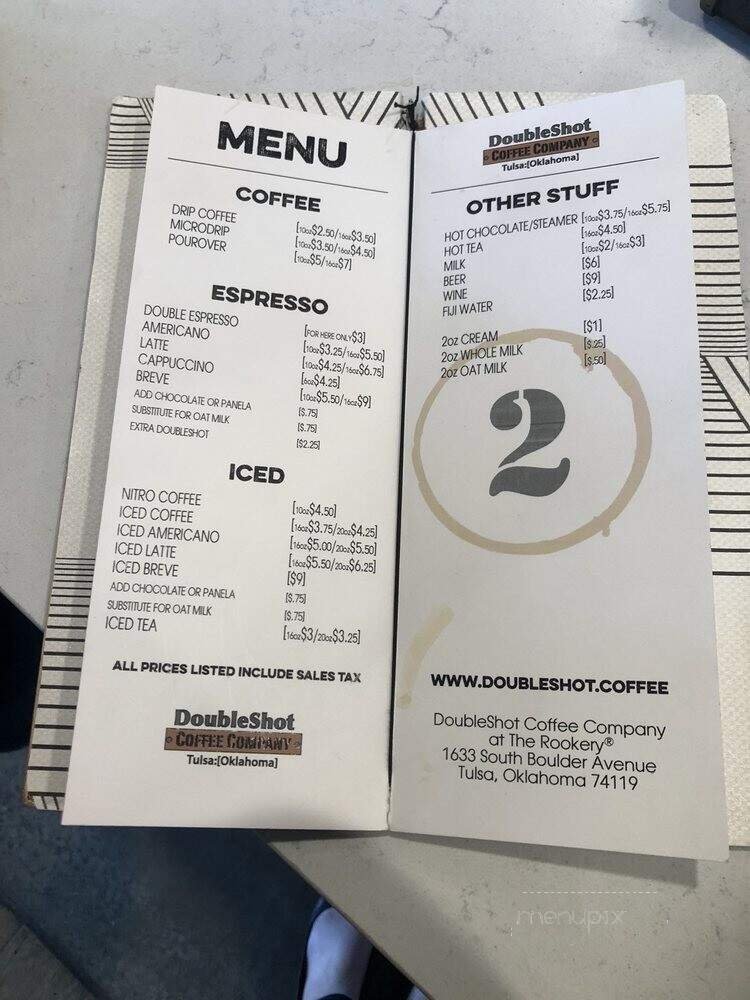 MENU
COFFEE
DRIP COFFEE [10oz$2.50/16oz$3.50]
MICRODRIP [10oz$3.50/16oz$4.50]
POUROVER [10oz$5/16oz$7]
ESPRESSO
DOUBLE ESPRESSO [FOR HERE ONLY$3]
AMERICANO [10oz$3.25/16oz$5.50]
LATTE [10oz$4.25/16oz$6.75]
CAPPUCCINO [6oz$4.25]
BREVE [10oz$5.50/16oz$9]
ADD CHOCOLATE OR PANELA [$.75]
SUBSTITUTE FOR OAT MILK [$.75]
EXTRA DOUBLESHOT [$2.25]
ICED
NITRO COFFEE [10oz$4.50]
ICED COFFEE [16oz$3.75/20oz$4.25]
ICED AMERICANO [16oz$5.00/20oz$5.50]
ICED LATTE [16oz$5.50/20oz$6.25]
ICED BREVE [$9]
ADD CHOCOLATE OR PANELA [$.75]
SUBSTITUTE FOR OAT MILK [$.75]
ICED TEA [16oz$3/20oz$3.25]
ALL PRICES LISTED INCLUDE SALES TAX
DoubleShot
COFFEE COMPANY
Tulsa:[Oklahoma]
DoubleShot
COFFEE COMPANY
Tulsa:[Oklahoma]
OTHER STUFF
HOT CHOCOLATE/STEAMER [10oz$3.75/16oz$5.75]
HOT TEA [16oz$4.50]
MILK [10oz$2/16oz$3]
BEER [$6]
WINE [$9]
FIJI WATER [$2.25]
2oz CREAM [$1]
2oz WHOLE MILK [$.25]
2oz OAT MILK [$.50]
2
WWW.DOUBLESHOT.COFFEE
DoubleShot Coffee Company
at The Rookery®
1633 South Boulder Avenue
Tulsa, Oklahoma 74119
menupix